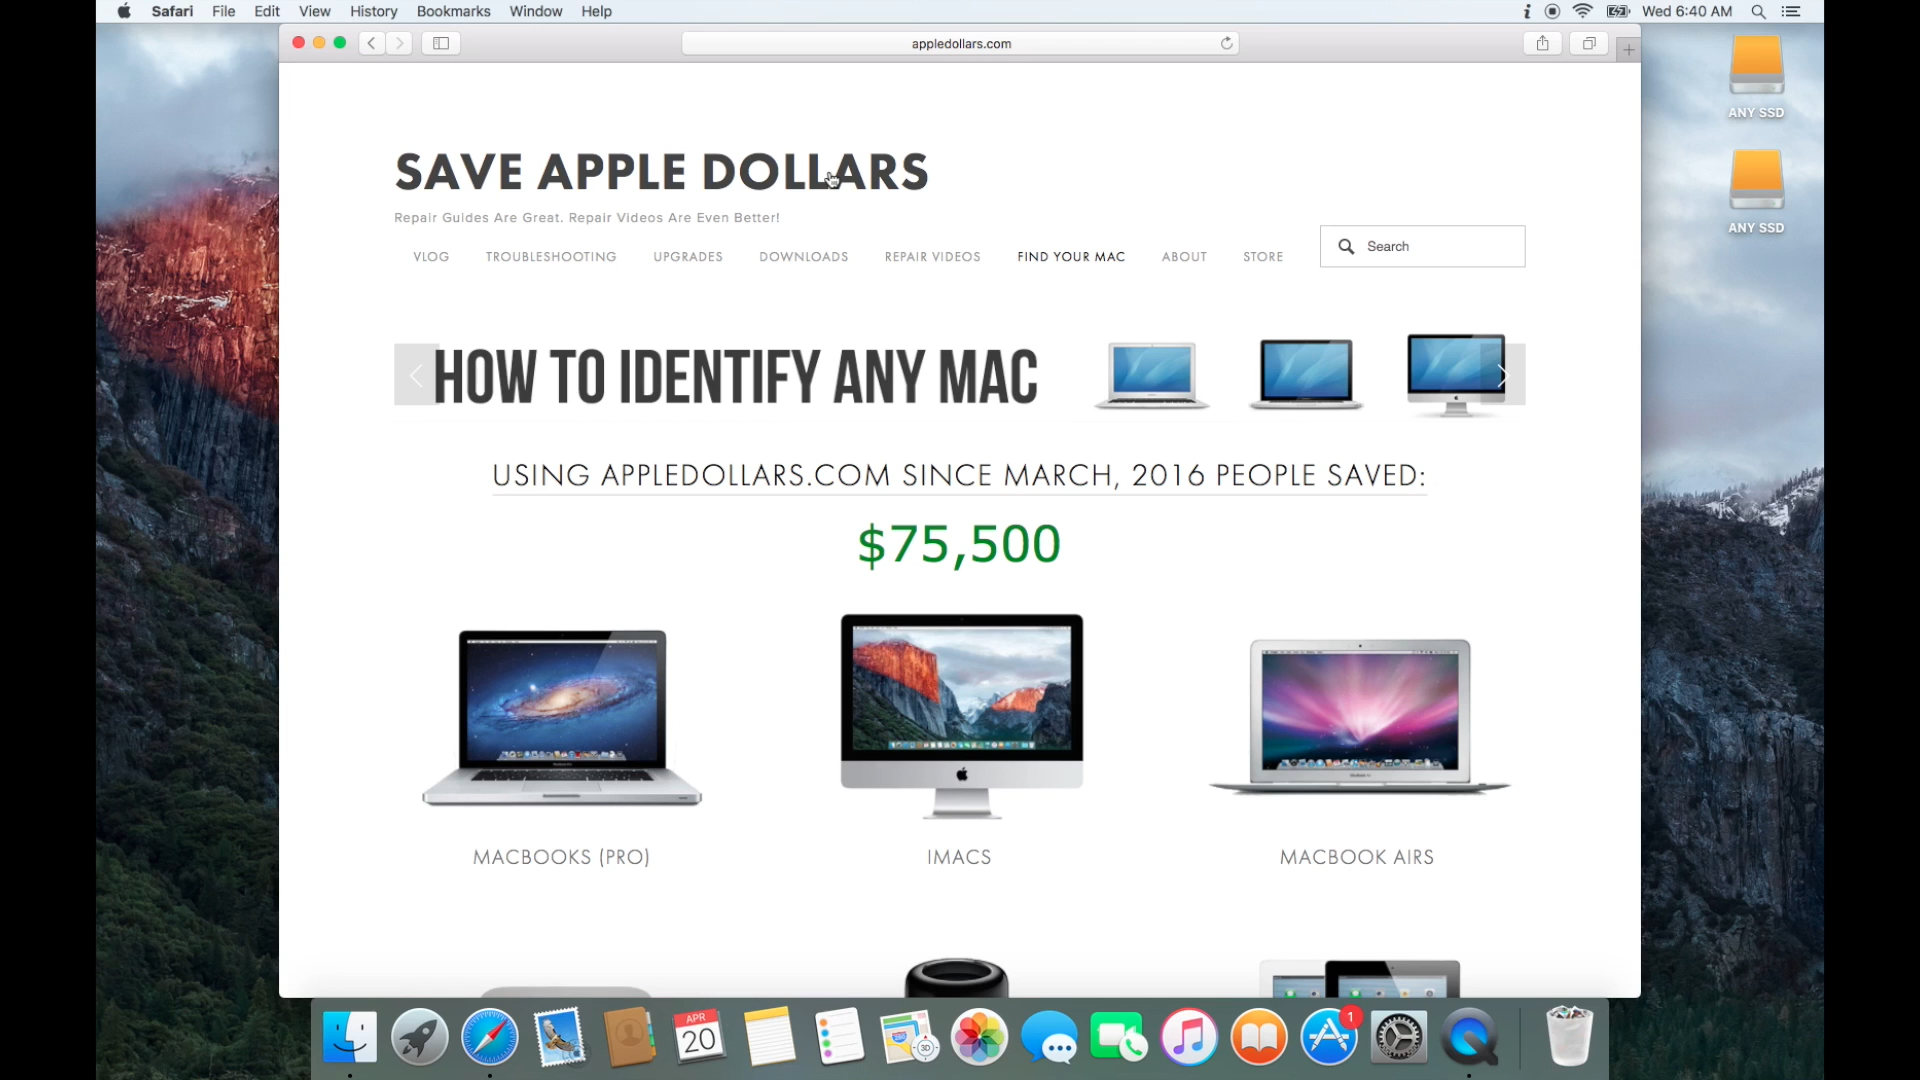 Safari File Edit View History Bookmarks Window Help Wed 6:40 AM
appledollars.com
ANY SSD
ANY SSD
SAVE APPLE DOLLARS
Repair Guides Are Great. Repair Videos Are Even Better!
VLOG TROUBLESHOOTING UPGRADES DOWNLOADS REPAIR VIDEOS FIND YOUR MAC ABOUT STORE Search
HOW TO IDENTIFY ANY MAC
USING APPLEDOLLARS.COM SINCE MARCH, 2016 PEOPLE SAVED:
$75,500
MACBOOKS (PRO) IMACS MACBOOK AIRS
APR
20
3D
1